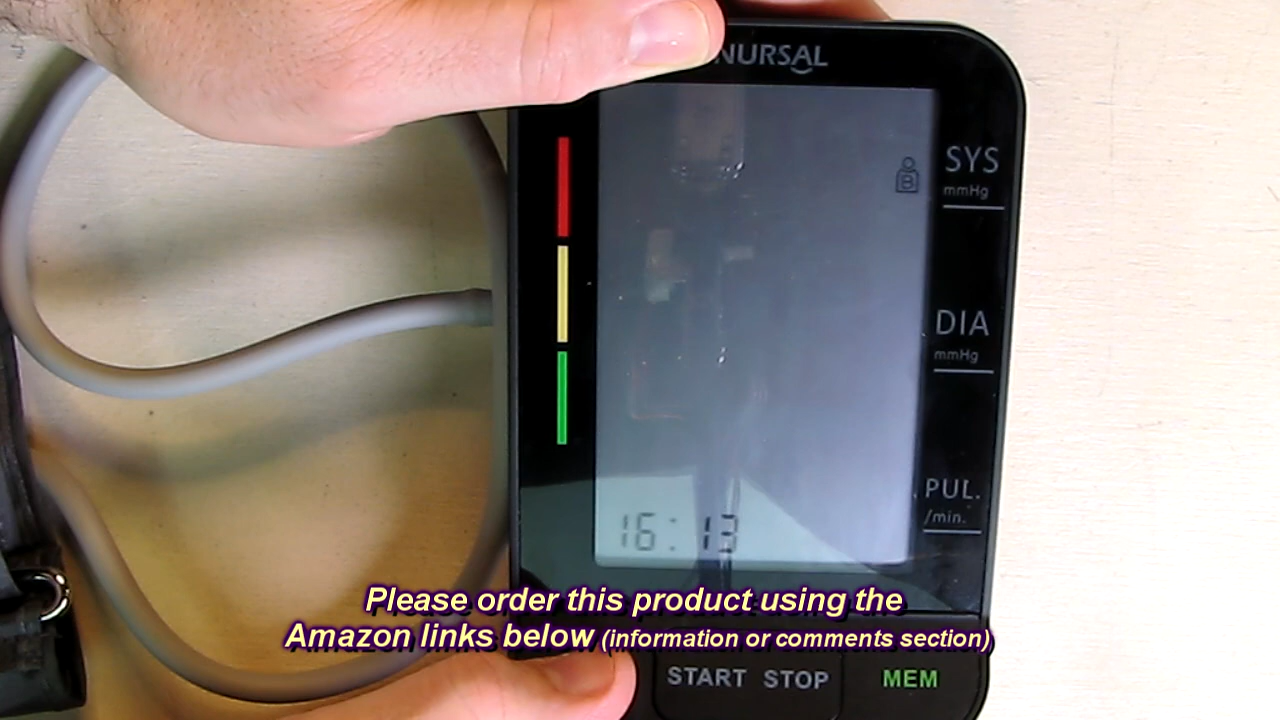 NURSAL
SYS
mmHg
B
DIA
mmHg
PUL.
/min.
16:13
Please order this product using the
Amazon links below (information or comments section)
START STOP
MEM